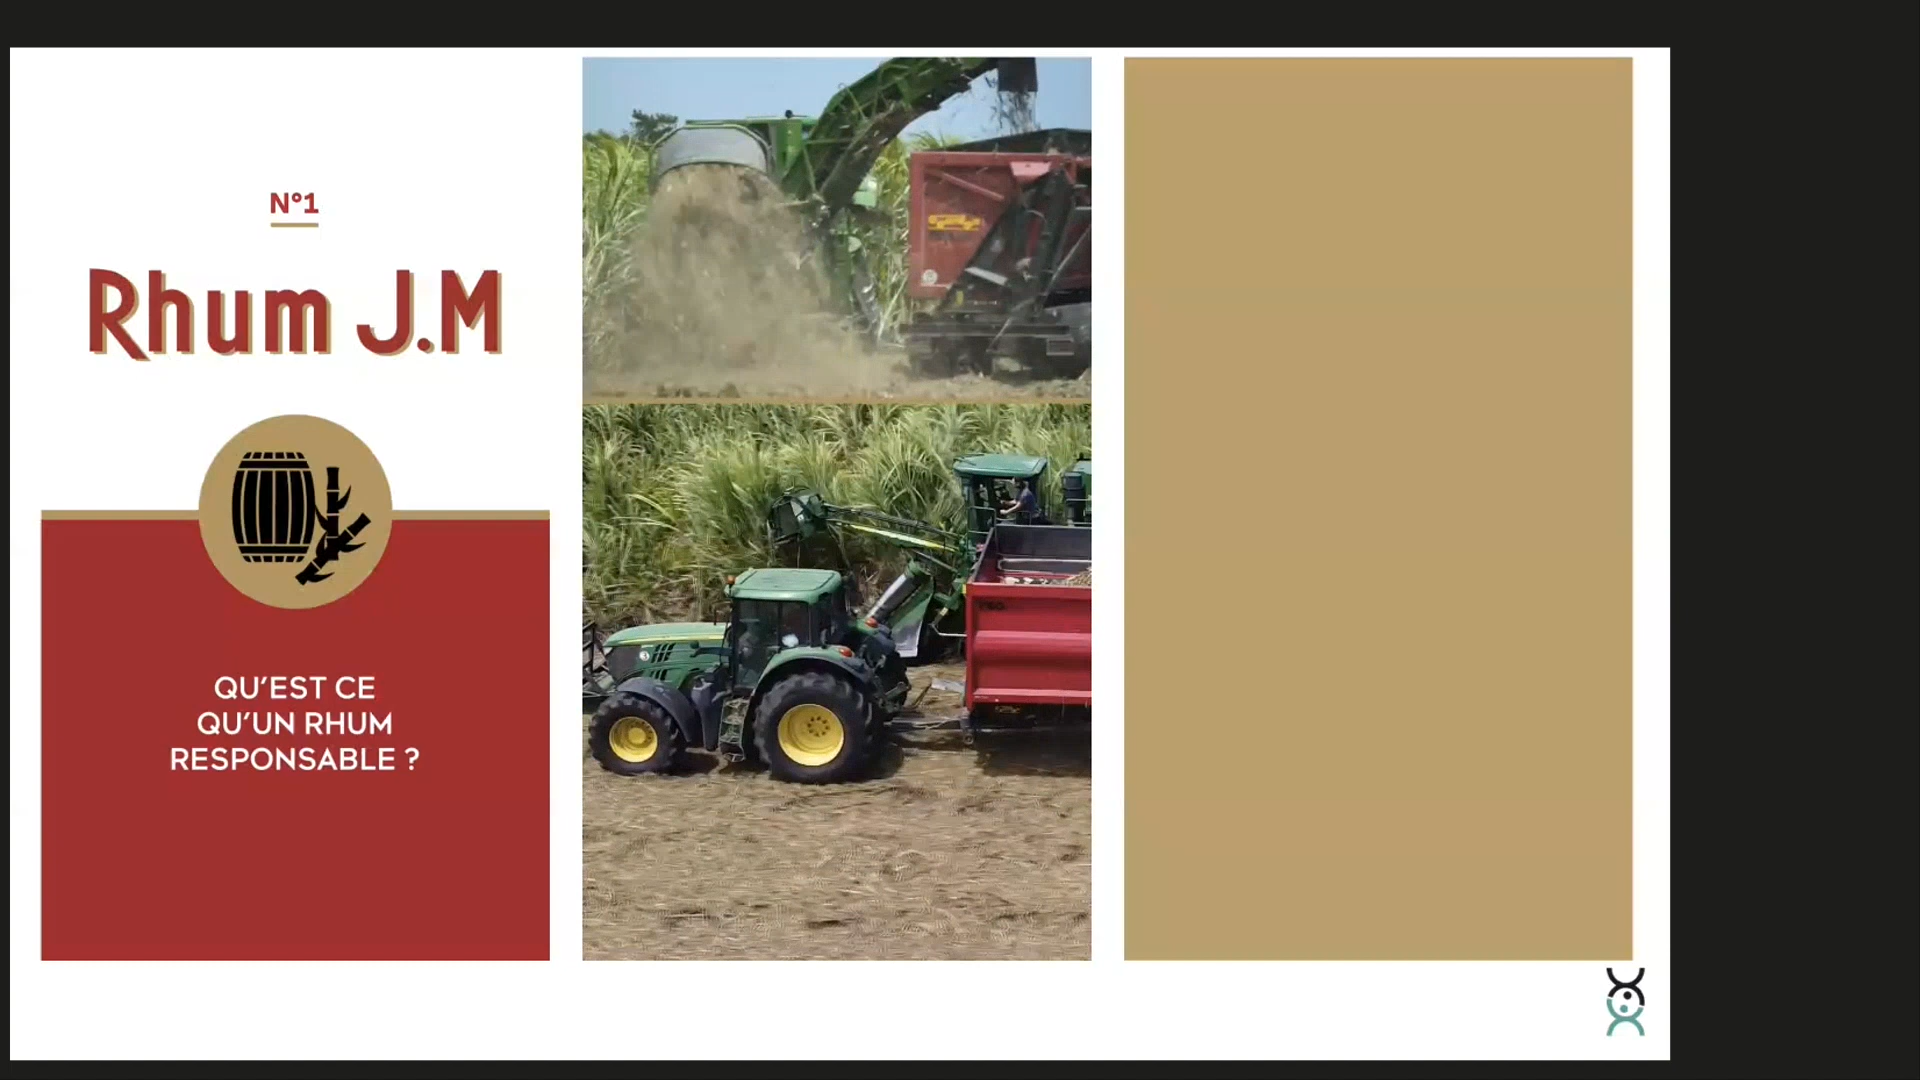 N°1
Rhum J.M
QU’EST CE
QU’UN RHUM
RESPONSABLE ?